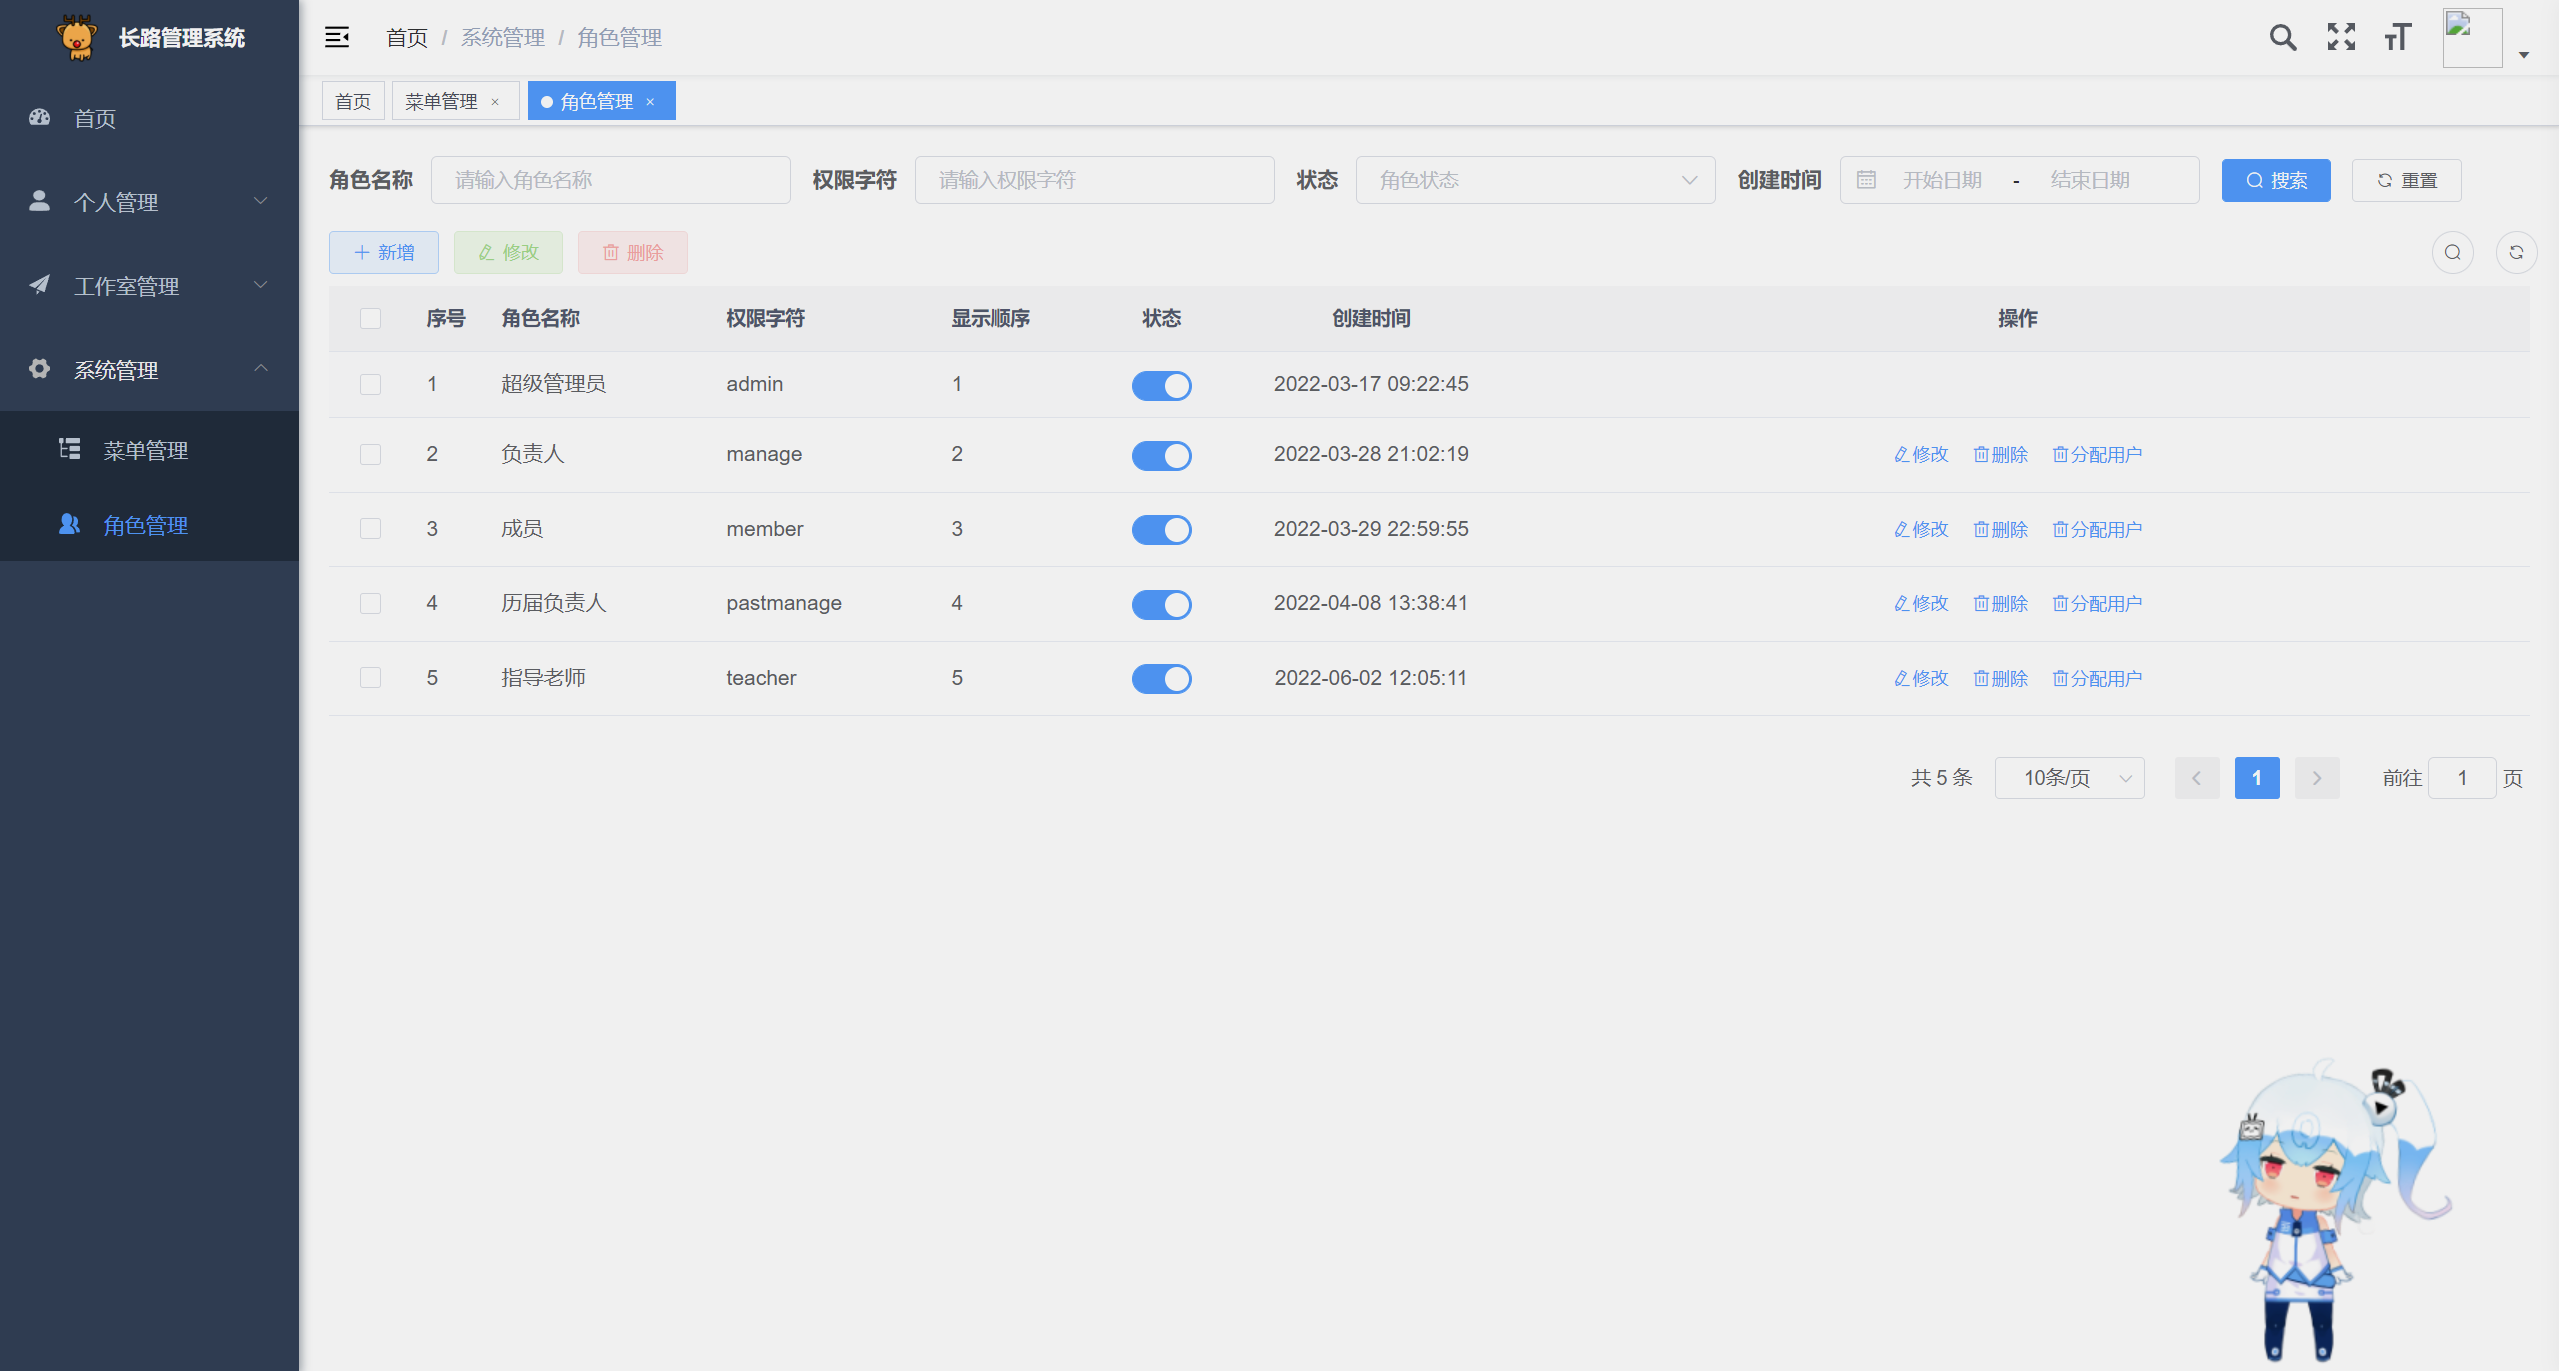 长路管理系统
首页
个人管理
工作室管理
系统管理
菜单管理
角色管理
首页 / 系统管理 / 角色管理
首页 菜单管理 × 角色管理 ×
角色名称 请输入角色名称 权限字符 请输入权限字符 状态 角色状态 创建时间 开始日期 - 结束日期 搜索 重置
新增 修改 删除
序号 角色名称 权限字符 显示顺序 状态 创建时间 操作
1 超级管理员 admin 1 2022-03-17 09:22:45
2 负责人 manage 2 2022-03-28 21:02:19 修改 删除 分配用户
3 成员 member 3 2022-03-29 22:59:55 修改 删除 分配用户
4 历届负责人 pastmanage 4 2022-04-08 13:38:41 修改 删除 分配用户
5 指导老师 teacher 5 2022-06-02 12:05:11 修改 删除 分配用户
共 5 条 10条/页 1 前往 1 页